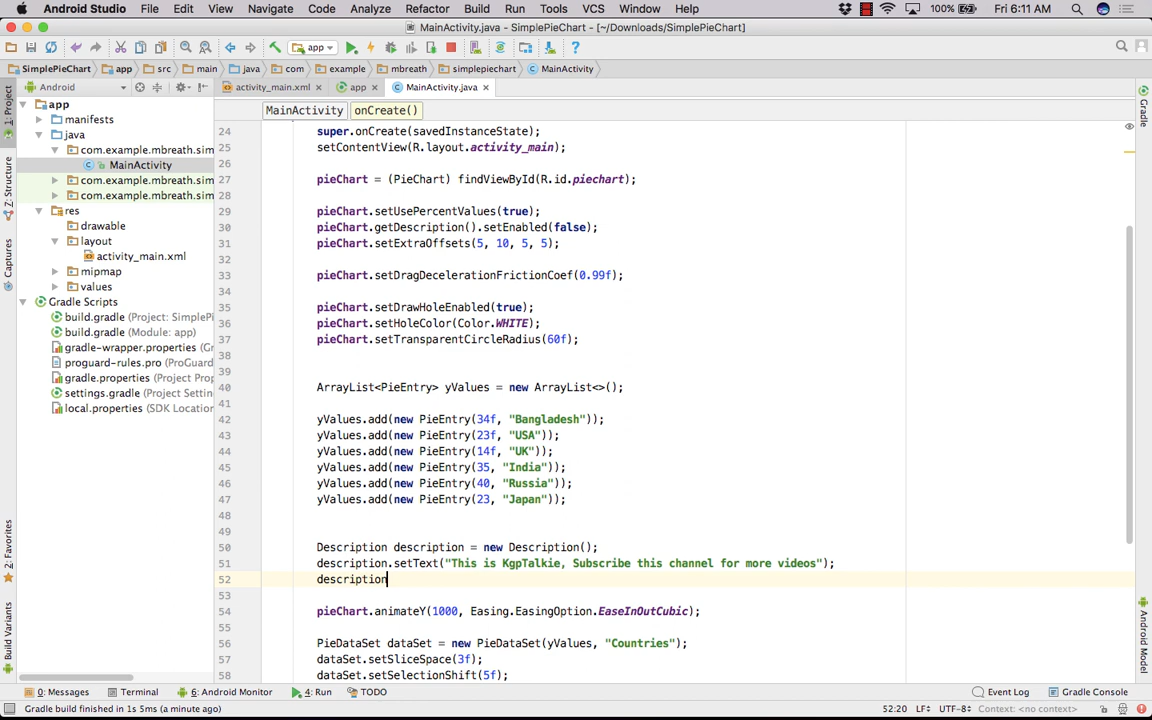 Android Studio File Edit View Navigate Code Analyze Refactor Build Run Tools VCS Window Help 100% Fri 6:11 AM
MainActivity.java - SimplePieChart - [~/Downloads/SimplePieChart]
app
SimplePieChart app src main java com example mbreath simplepiechart MainActivity
Android activity_main.xml app MainActivity.java
MainActivity onCreate()
1: Project
Z: Structure
Captures
2: Favorites
Build Variants
app
manifests
java
com.example.mbreath.sim
MainActivity
com.example.mbreath.sim
com.example.mbreath.sim
res
drawable
layout
activity_main.xml
mipmap
values
Gradle Scripts
build.gradle (Project: SimplePi
build.gradle (Module: app)
gradle-wrapper.properties (Gr
proguard-rules.pro (ProGuard
gradle.properties (Project Prop
settings.gradle (Project Settin
local.properties (SDK Location
24 super.onCreate(savedInstanceState);
25 setContentView(R.layout.activity_main);
26
27 pieChart = (PieChart) findViewById(R.id.piechart);
28
29 pieChart.setUsePercentValues(true);
30 pieChart.getDescription().setEnabled(false);
31 pieChart.setExtraOffsets(5, 10, 5, 5);
32
33 pieChart.setDragDecelerationFrictionCoef(0.99f);
34
35 pieChart.setDrawHoleEnabled(true);
36 pieChart.setHoleColor(Color.WHITE);
37 pieChart.setTransparentCircleRadius(60f);
38
39
40 ArrayList<PieEntry> yValues = new ArrayList<>();
41
42 yValues.add(new PieEntry(34f, "Bangladesh"));
43 yValues.add(new PieEntry(23f, "USA"));
44 yValues.add(new PieEntry(14f, "UK"));
45 yValues.add(new PieEntry(35, "India"));
46 yValues.add(new PieEntry(40, "Russia"));
47 yValues.add(new PieEntry(23, "Japan"));
48
49
50 Description description = new Description();
51 description.setText("This is KgpTalkie, Subscribe this channel for more videos");
52 description
53
54 pieChart.animateY(1000, Easing.EasingOption.EaseInOutCubic);
55
56 PieDataSet dataSet = new PieDataSet(yValues, "Countries");
57 dataSet.setSliceSpace(3f);
58 dataSet.setSelectionShift(5f);
Gradle
Android Model
0: Messages Terminal 6: Android Monitor 4: Run TODO Event Log Gradle Console
Gradle build finished in 1s 5ms (a minute ago) 52:20 LF÷ UTF-8÷ Context: <no context>